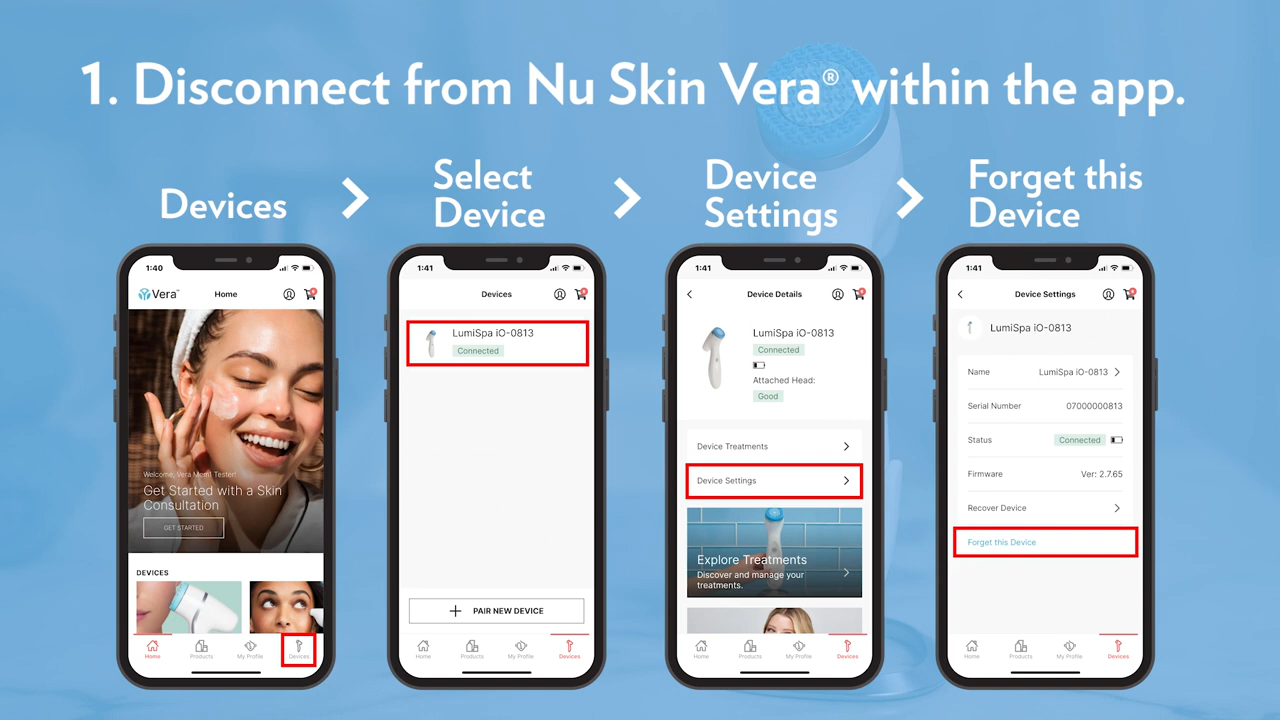 1. Disconnect from Nu Skin Vera® within the app.
Devices
Select
Device
Device
Settings
Forget this
Device
1:40
Vera™
Home
Welcome, Vera Mom1 Tester!
Get Started with a Skin
Consultation
GET STARTED
DEVICES
Home
Products
My Profile
Devices
1:41
Devices
LumiSpa iO-0813
Connected
PAIR NEW DEVICE
Home
Products
My Profile
Devices
1:41
Device Details
LumiSpa iO-0813
Connected
Attached Head:
Good
Device Treatments
Device Settings
Explore Treatments
Discover and manage your
treatments.
Home
Products
My Profile
Devices
1:41
Device Settings
LumiSpa iO-0813
Name LumiSpa iO-0813
Serial Number 07000000813
Status Connected
Firmware Ver: 2.7.65
Recover Device
Forget this Device
Home
Products
My Profile
Devices